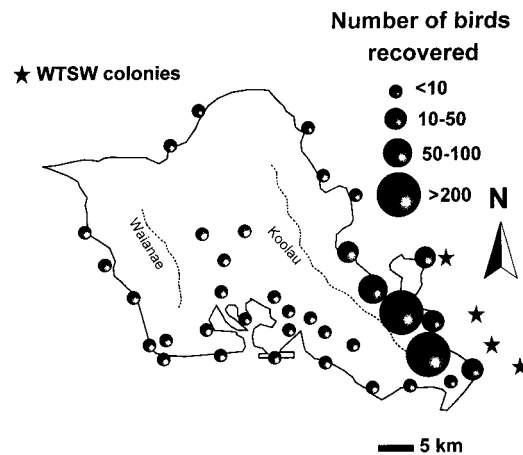 Number of birds
recovered
★ WTSW colonies
<10
10-50
50-100
>200
N
Waianae
Koolau
5 km